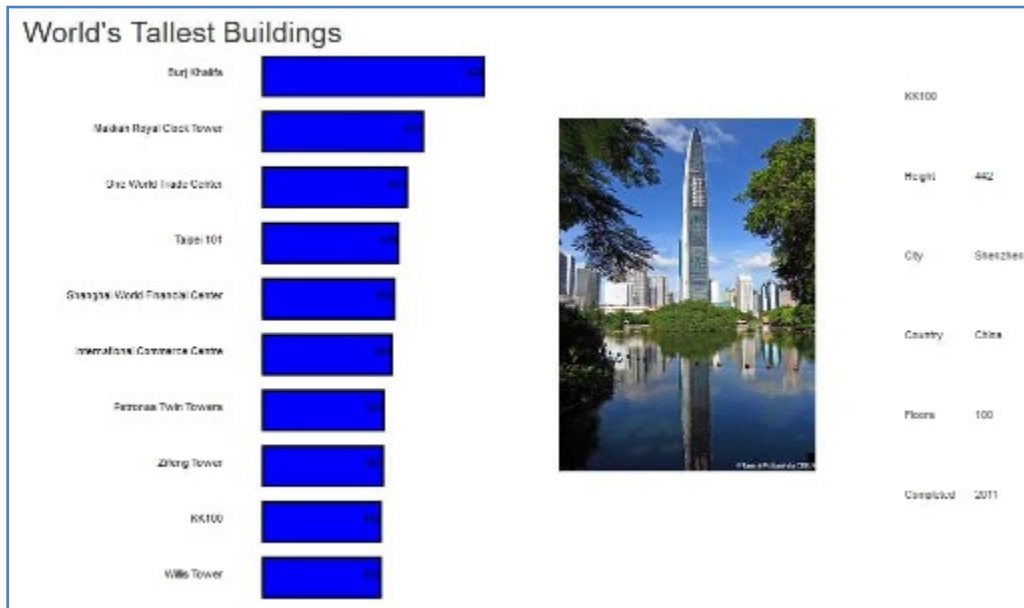 World's Tallest Buildings
Burj Khalifa
Makkah Royal Clock Tower
One World Trade Center
Taipei 101
Shanghai World Financial Center
International Commerce Centre
Petronas Twin Towers
Zifeng Tower
KK100
Willis Tower
KK100
Height 442
City Shenzhen
Country China
Floors 100
Completed 2011